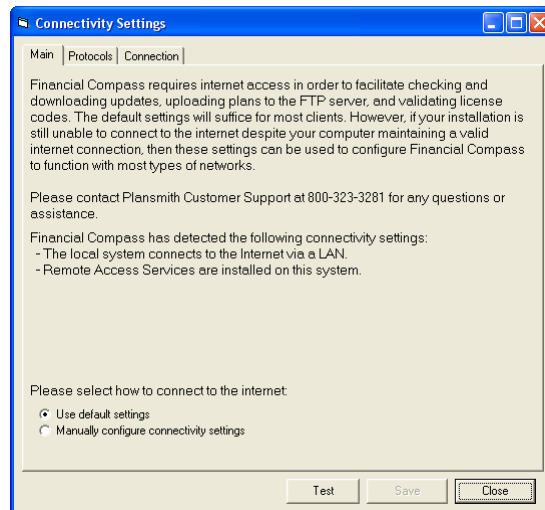 Connectivity Settings
Main Protocols Connection
Financial Compass requires internet access in order to facilitate checking and
downloading updates, uploading plans to the FTP server, and validating license
codes. The default settings will suffice for most clients. However, if your installation is
still unable to connect to the internet despite your computer maintaining a valid
internet connection, then these settings can be used to configure Financial Compass
to function with most types of networks.
Please contact Plansmith Customer Support at 800-323-3281 for any questions or
assistance.
Financial Compass has detected the following connectivity settings:
- The local system connects to the Internet via a LAN.
- Remote Access Services are installed on this system.
Please select how to connect to the internet:
Use default settings
Manually configure connectivity settings
Test Save Close